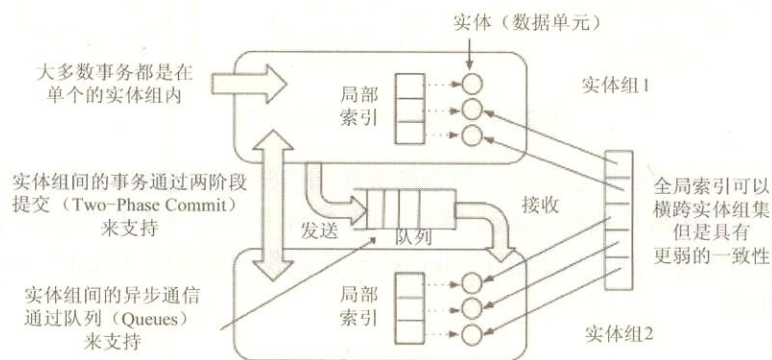 实体（数据单元）
大多数事务都是在
单个的实体组内
局部
索引
实体组1
实体组间的事务通过两阶段
提交（Two-Phase Commit）
来支持
发送
队列
接收
全局索引可以
横跨实体组集
但是具有
更弱的一致性
实体组间的异步通信
通过队列（Queues）
来支持
局部
索引
实体组2